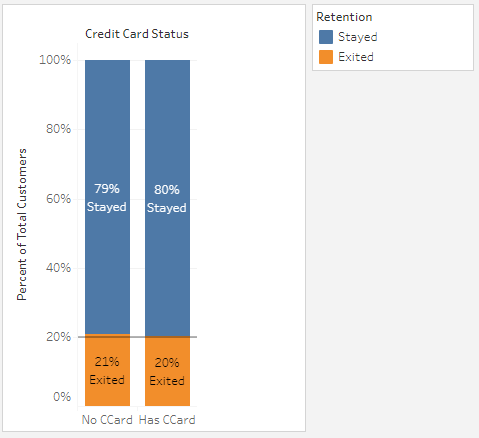 Credit Card Status
Percent of Total Customers
100%
80%
60%
40%
20%
0%
79%
Stayed
80%
Stayed
21%
Exited
20%
Exited
No CCard
Has CCard
Retention
Stayed
Exited